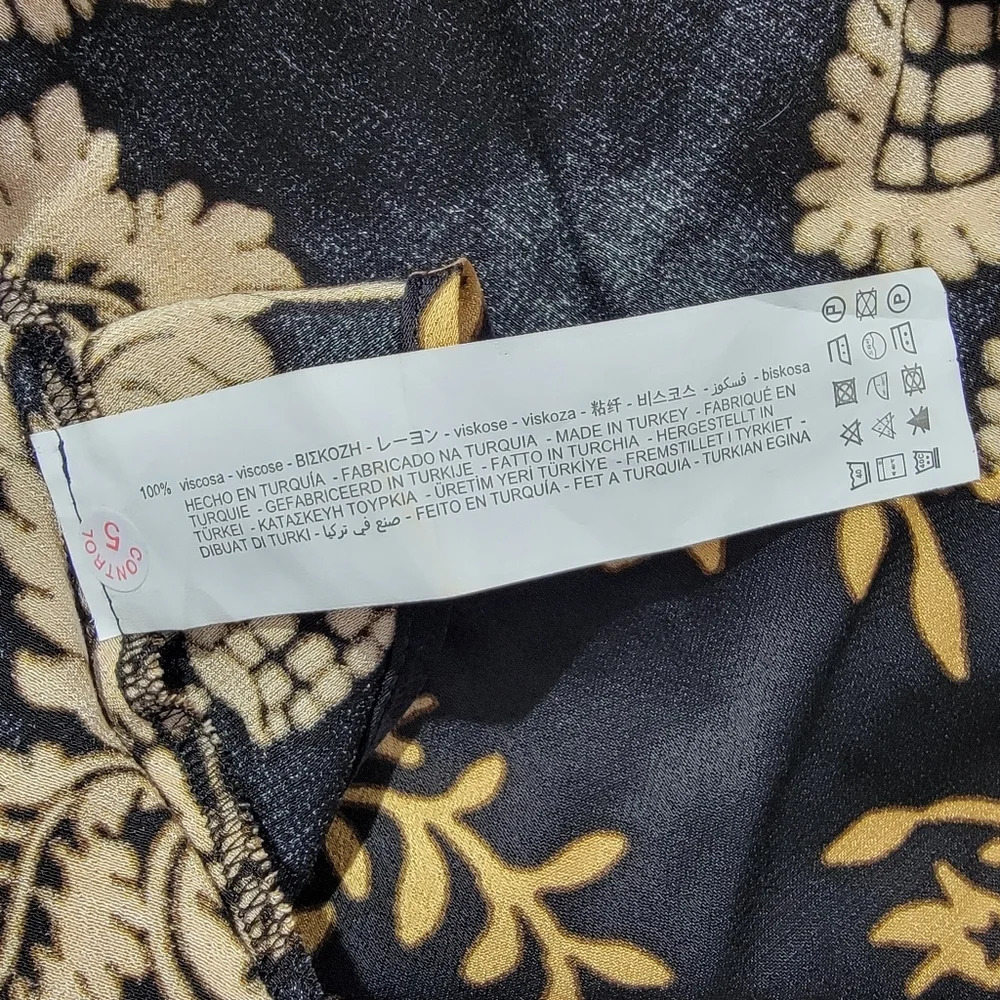 100% viscosa - viscose - ΒΙΣΚΟΖΗ - レーヨン - viskose - viskoza - 粘纤 - 비스코스 - فسكوز - biskosa
HECHO EN TURQUÍA - FABRICADO NA TURQUIA - MADE IN TURKEY - FABRIQUÉ EN
TURQUIE - GEFABRICEERD IN TURKIJE - FATTO IN TURCHIA - HERGESTELLT IN
TÜRKEI - ΚΑΤΑΣΚΕΥΗ ΤΟΥΡΚΙΑ - ÜRETİM YERİ TÜRKİYE - FREMSTILLET I TYRKIET -
DIBUAT DI TURKI - صنع في تركيا - FEITO EN TURQUÍA - FET A TURQUIA - TURKIAN EGINA
CONTROL
5
P
P